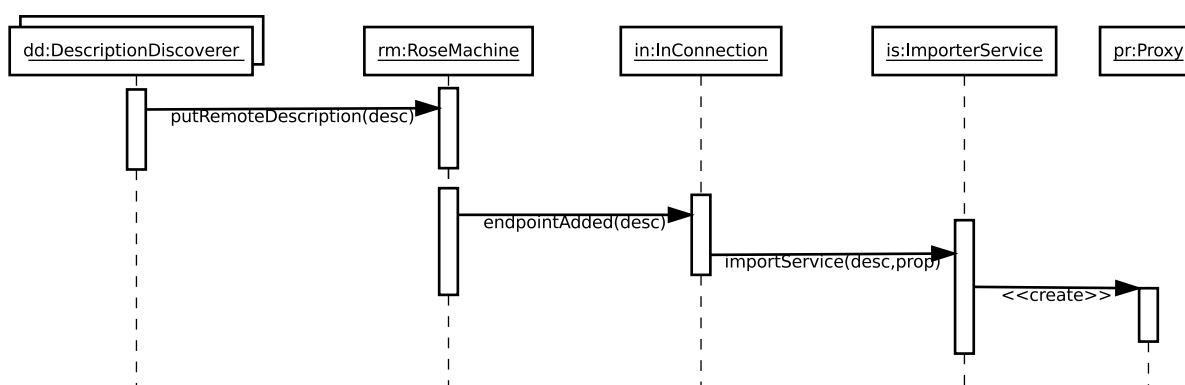 dd:DescriptionDiscoverer
rm:RoseMachine
in:InConnection
is:ImporterService
pr:Proxy
putRemoteDescription(desc)
endpointAdded(desc)
importService(desc,prop)
<<create>>